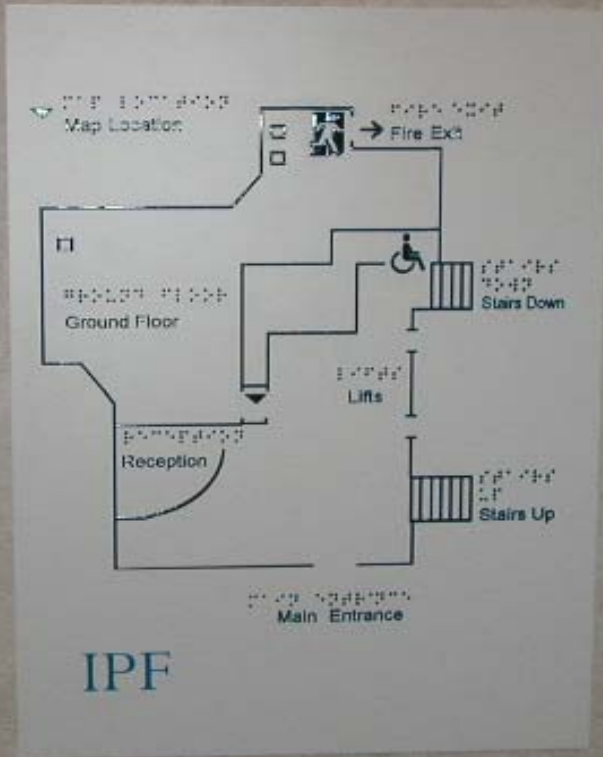 Map Location
Fire Exit
Stairs Down
Ground Floor
Lifts
Reception
Stairs Up
Main Entrance
IPF